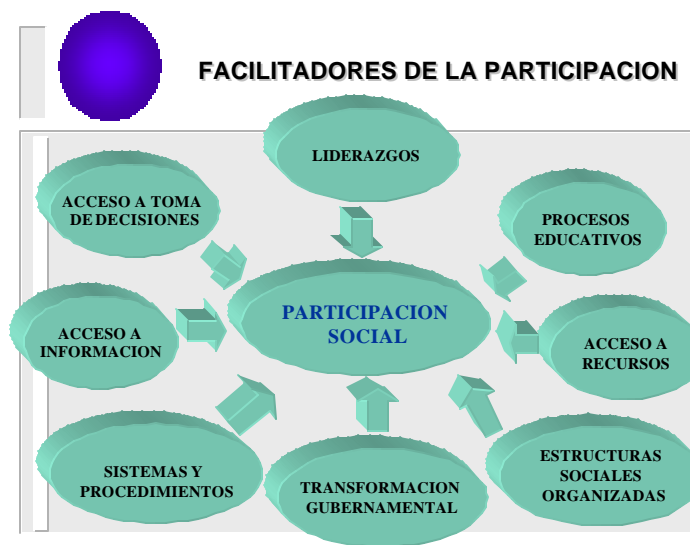 FACILITADORES DE LA PARTICIPACION
LIDERAZGOS
ACCESO A TOMA
DE DECISIONES
PROCESOS
EDUCATIVOS
PARTICIPACION
SOCIAL
ACCESO A
INFORMACION
ACCESO A
RECURSOS
SISTEMAS Y
PROCEDIMIENTOS
TRANSFORMACION
GUBERNAMENTAL
ESTRUCTURAS
SOCIALES
ORGANIZADAS